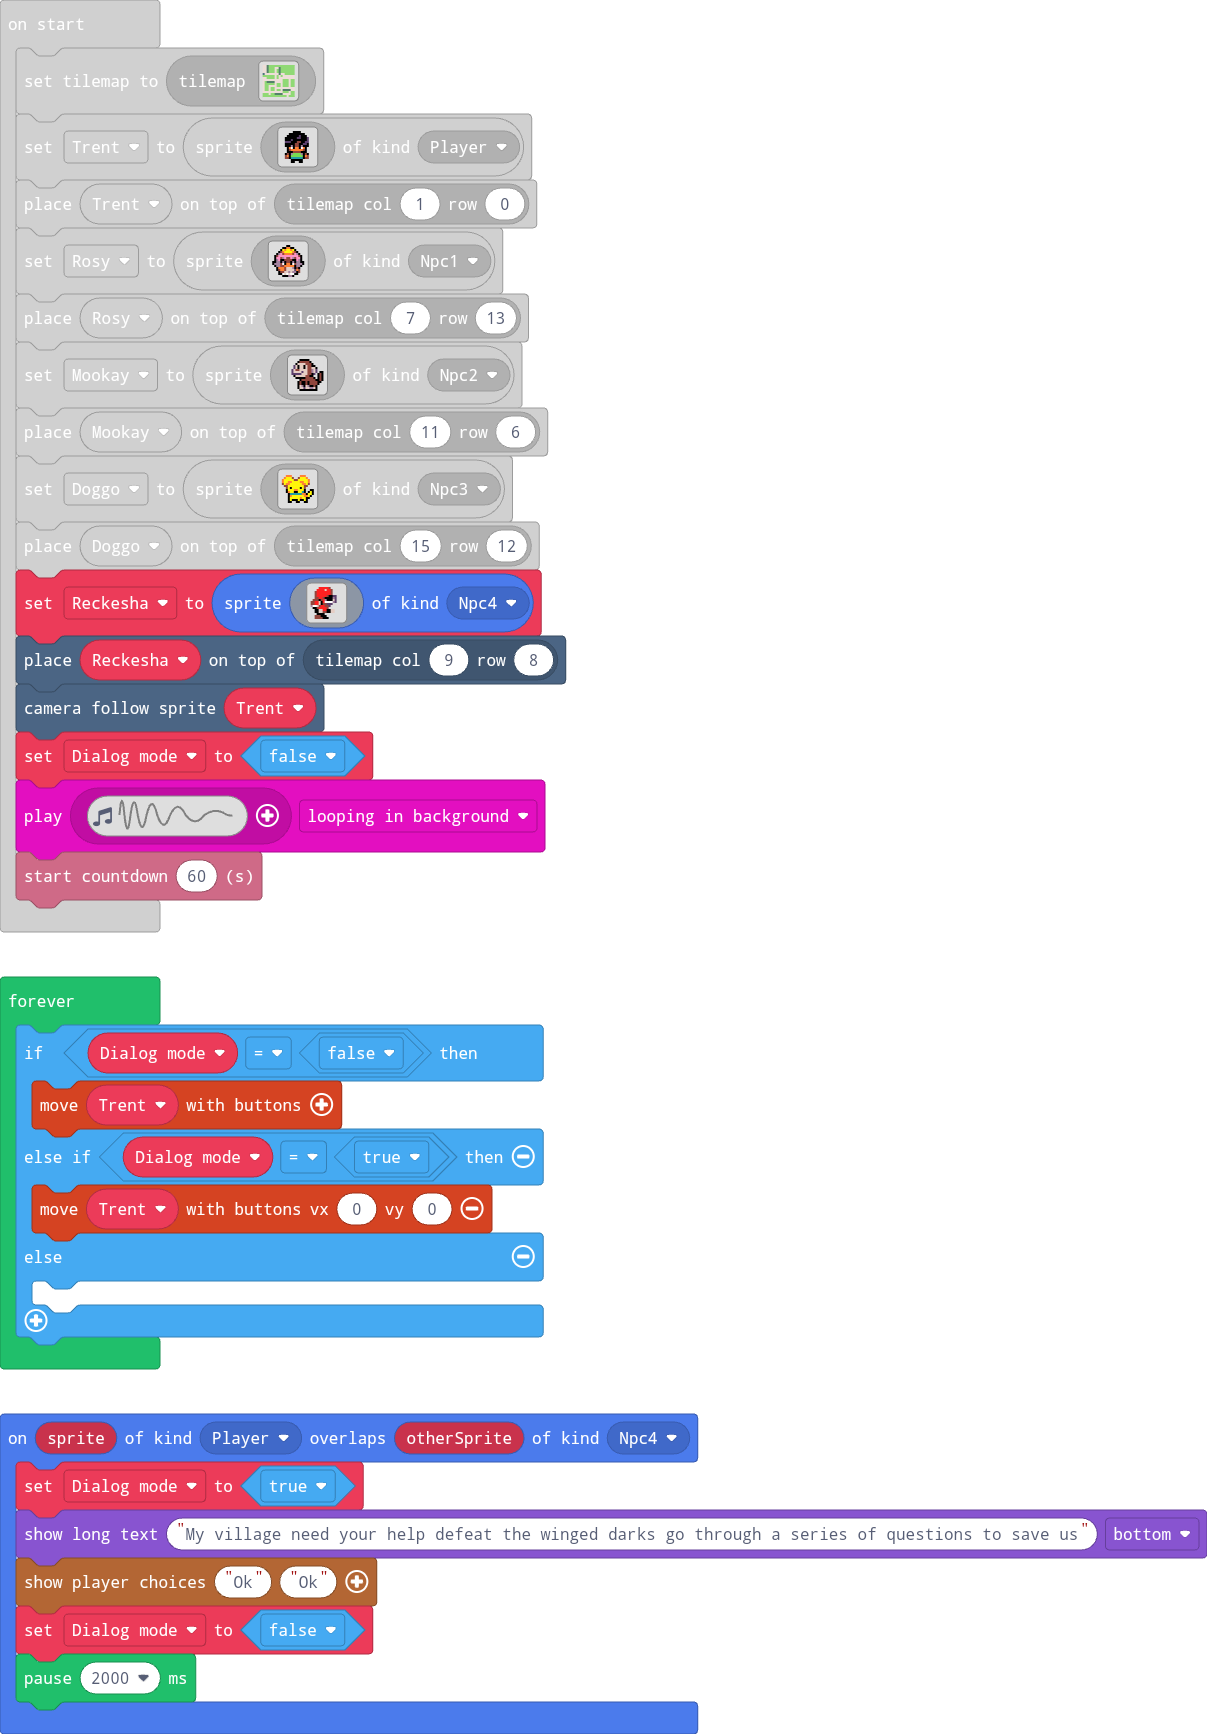 on start
set tilemap to tilemap
set Trent to sprite of kind Player
place Trent on top of tilemap col 1 row 0
set Rosy to sprite of kind Npc1
place Rosy on top of tilemap col 7 row 13
set Mookay to sprite of kind Npc2
place Mookay on top of tilemap col 11 row 6
set Doggo to sprite of kind Npc3
place Doggo on top of tilemap col 15 row 12
set Reckesha to sprite of kind Npc4
place Reckesha on top of tilemap col 9 row 8
camera follow sprite Trent
set Dialog mode to false
play looping in background
start countdown 60 (s)
forever
if Dialog mode = false then
move Trent with buttons
else if Dialog mode = true then
move Trent with buttons vx 0 vy 0
else
on sprite of kind Player overlaps otherSprite of kind Npc4
set Dialog mode to true
show long text "My village need your help defeat the winged darks go through a series of questions to save us" bottom
show player choices "Ok" "Ok"
set Dialog mode to false
pause 2000 ms